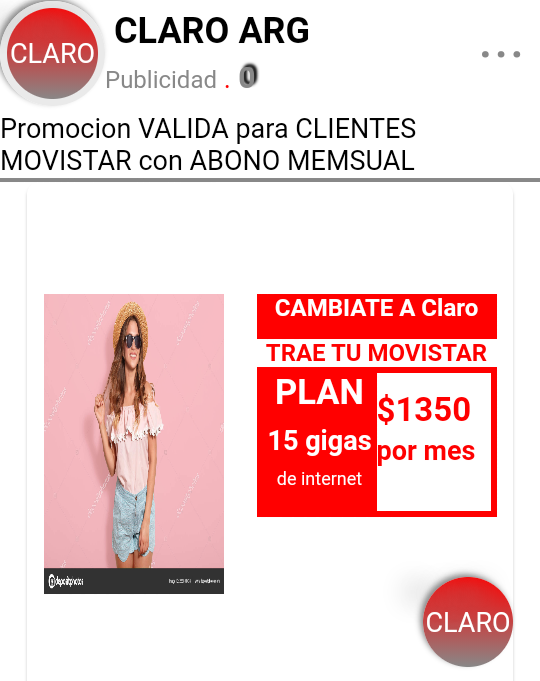 CLARO
CLARO ARG
Publicidad . 0
Promocion VALIDA para CLIENTES
MOVISTAR con ABONO MEMSUAL
CAMBIATE A Claro
TRAE TU MOVISTAR
PLAN
15 gigas
de internet
$1350
por mes
depositphotos
CLARO